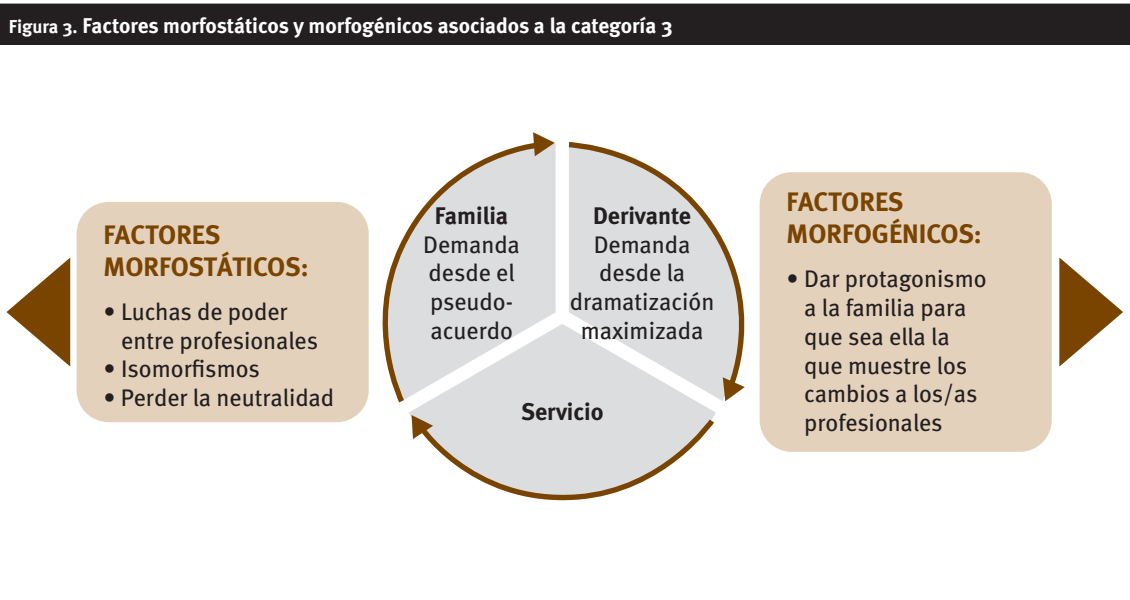 Figura 3. Factores morfostáticos y morfogénicos asociados a la categoría 3
FACTORES
MORFOSTÁTICOS:
• Luchas de poder
entre profesionales
• Isomorfismos
• Perder la neutralidad
Familia
Demanda
desde el
pseudo-
acuerdo
Derivante
Demanda
desde la
dramatización
maximizada
Servicio
FACTORES
MORFOGÉNICOS:
• Dar protagonismo
a la familia para
que sea ella la
que muestre los
cambios a los/as
profesionales